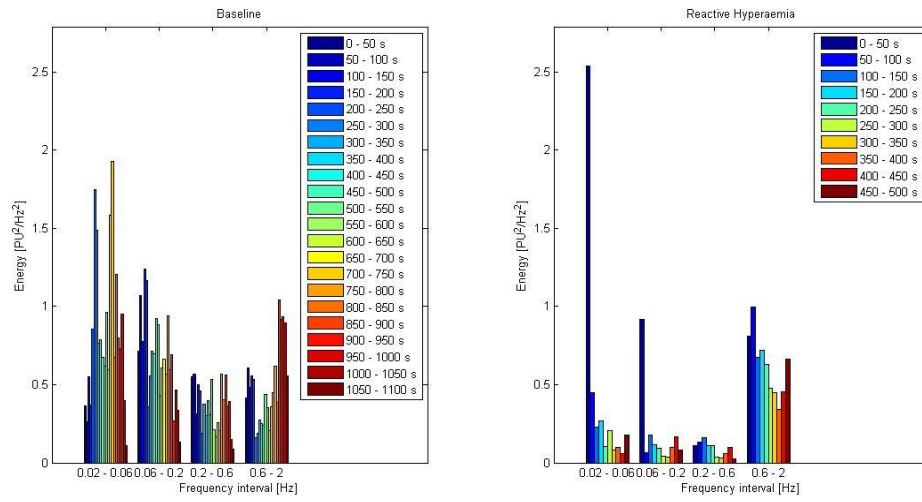 Baseline
2.5
2
1.5
1
0.5
0
Energy [PU²/Hz²]
0.02 - 0.06
0.06 - 0.2
0.2 - 0.6
0.6 - 2
Frequency interval [Hz]
0 - 50 s
50 - 100 s
100 - 150 s
150 - 200 s
200 - 250 s
250 - 300 s
300 - 350 s
350 - 400 s
400 - 450 s
450 - 500 s
500 - 550 s
550 - 600 s
600 - 650 s
650 - 700 s
700 - 750 s
750 - 800 s
800 - 850 s
850 - 900 s
900 - 950 s
950 - 1000 s
1000 - 1050 s
1050 - 1100 s
Reactive Hyperaemia
2.5
2
1.5
1
0.5
0
Energy [PU²/Hz²]
0.02 - 0.06
0.06 - 0.2
0.2 - 0.6
0.6 - 2
Frequency interval [Hz]
0 - 50 s
50 - 100 s
100 - 150 s
150 - 200 s
200 - 250 s
250 - 300 s
300 - 350 s
350 - 400 s
400 - 450 s
450 - 500 s